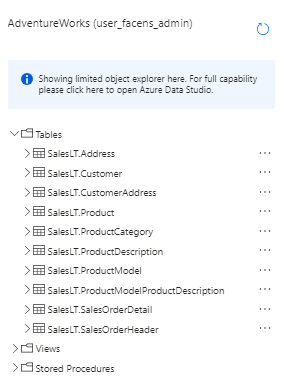 AdventureWorks (user_facens_admin)
Showing limited object explorer here. For full capability
please click here to open Azure Data Studio.
Tables
SalesLT.Address
SalesLT.Customer
SalesLT.CustomerAddress
SalesLT.Product
SalesLT.ProductCategory
SalesLT.ProductDescription
SalesLT.ProductModel
SalesLT.ProductModelProductDescription
SalesLT.SalesOrderDetail
SalesLT.SalesOrderHeader
Views
Stored Procedures